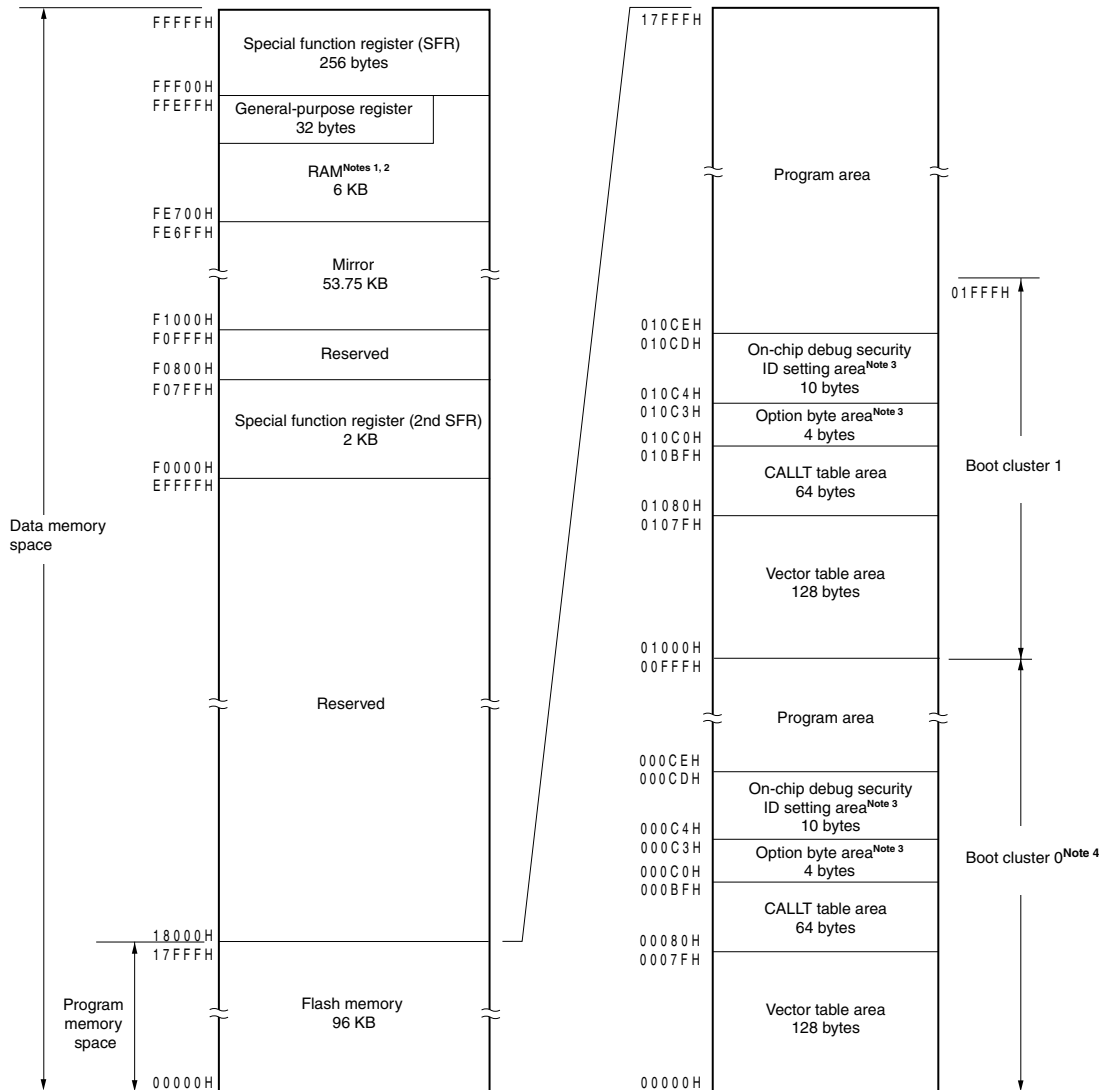 FFFFFH
Special function register (SFR)
256 bytes
FFF00H
FFEFFH
General-purpose register
32 bytes
RAMNotes 1, 2
6 KB
FE700H
FE6FFH
Mirror
53.75 KB
F1000H
F0FFFH
Reserved
F0800H
F07FFH
Special function register (2nd SFR)
2 KB
F0000H
EFFFFH
Data memory
space
Reserved
18000H
17FFFH
Program
memory
space
Flash memory
96 KB
00000H
17FFFH
Program area
01FFFH
010CEH
010CDH
On-chip debug security
ID setting areaNote 3
10 bytes
010C4H
010C3H
Option byte areaNote 3
4 bytes
010C0H
010BFH
CALLT table area
64 bytes
Boot cluster 1
01080H
0107FH
Vector table area
128 bytes
01000H
00FFFH
Program area
000CEH
000CDH
On-chip debug security
ID setting areaNote 3
10 bytes
000C4H
000C3H
Option byte areaNote 3
4 bytes
Boot cluster 0Note 4
000C0H
000BFH
CALLT table area
64 bytes
00080H
0007FH
Vector table area
128 bytes
00000H